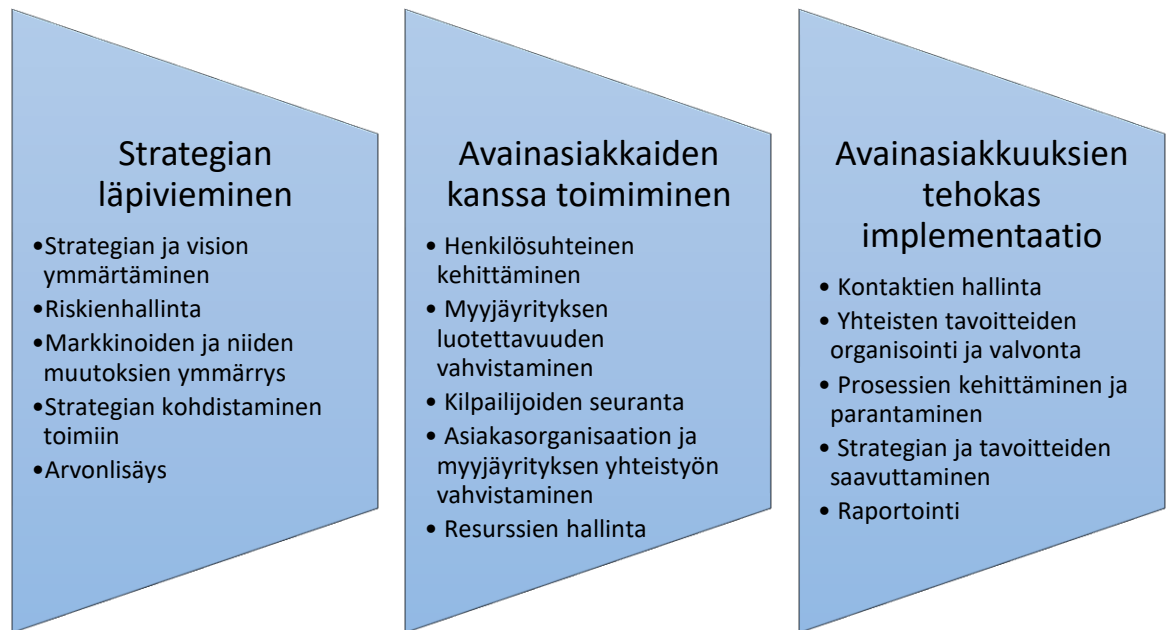 Strategian
läpivieminen
•Strategian ja vision
ymmärtäminen
•Riskienhallinta
•Markkinoiden ja niiden
muutoksien ymmärrys
•Strategian kohdistaminen
toimiin
•Arvonlisäys
Avainasiakkaiden
kanssa toimiminen
• Henkilösuhteinen
kehittäminen
• Myyjäyrityksen
luotettavuuden
vahvistaminen
• Kilpailijoiden seuranta
• Asiakasorganisaation ja
myyjäyrityksen yhteistyön
vahvistaminen
• Resurssien hallinta
Avainasiakkuuksien
tehokas
implementaatio
• Kontaktien hallinta
• Yhteisten tavoitteiden
organisointi ja valvonta
• Prosessien kehittäminen ja
parantaminen
• Strategian ja tavoitteiden
saavuttaminen
• Raportointi